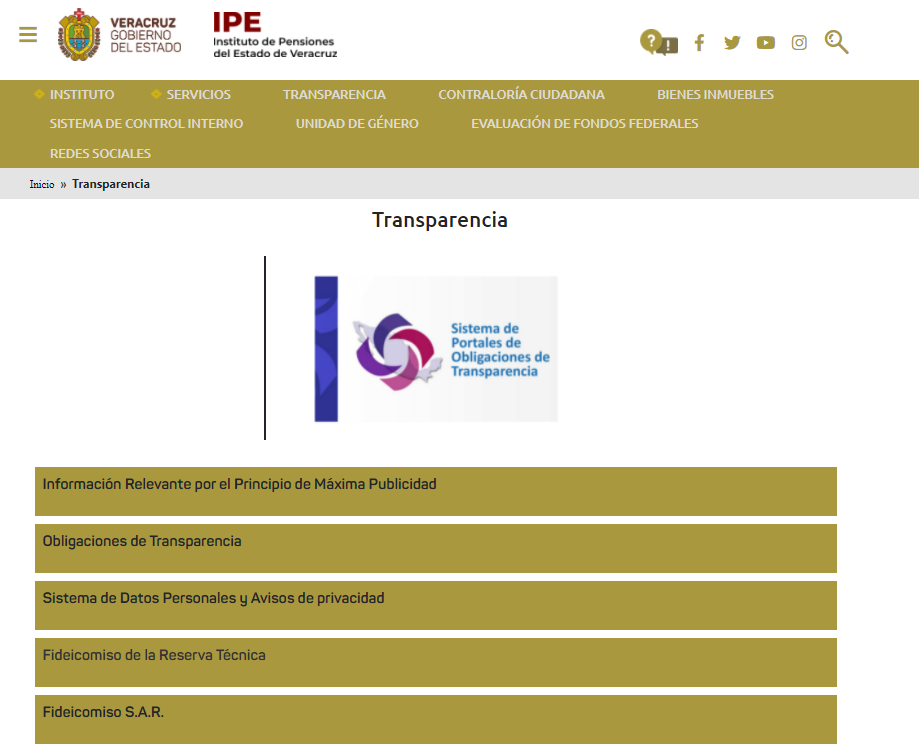 VERACRUZ
GOBIERNO
DEL ESTADO
IPE
Instituto de Pensiones
del Estado de Veracruz
? !
INSTITUTO SERVICIOS TRANSPARENCIA CONTRALORÍA CIUDADANA BIENES INMUEBLES
SISTEMA DE CONTROL INTERNO UNIDAD DE GÉNERO EVALUACIÓN DE FONDOS FEDERALES
REDES SOCIALES
Inicio » Transparencia
Transparencia
Sistema de
Portales de
Obligaciones de
Transparencia
Información Relevante por el Principio de Máxima Publicidad
Obligaciones de Transparencia
Sistema de Datos Personales y Avisos de privacidad
Fideicomiso de la Reserva Técnica
Fideicomiso S.A.R.